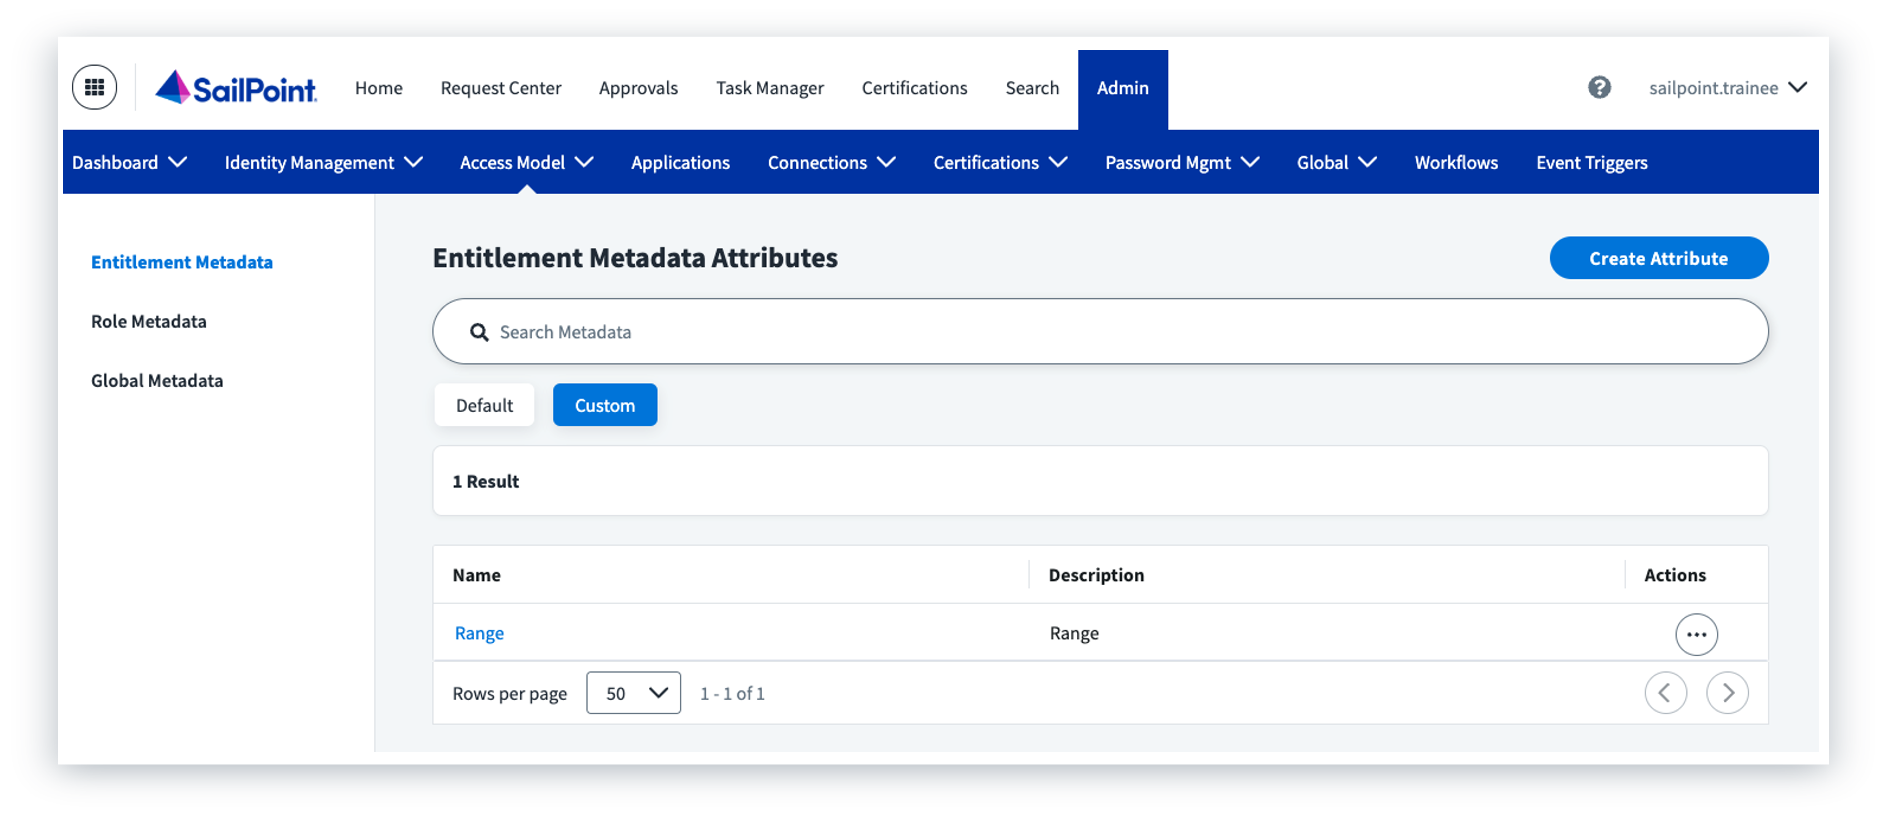 SailPoint.
Home Request Center Approvals Task Manager Certifications Search Admin
sailpoint.trainee
Dashboard Identity Management Access Model Applications Connections Certifications Password Mgmt Global Workflows Event Triggers
Entitlement Metadata
Role Metadata
Global Metadata
Entitlement Metadata Attributes
Create Attribute
Search Metadata
Default Custom
1 Result
Name Description Actions
Range Range
Rows per page 50 1 - 1 of 1